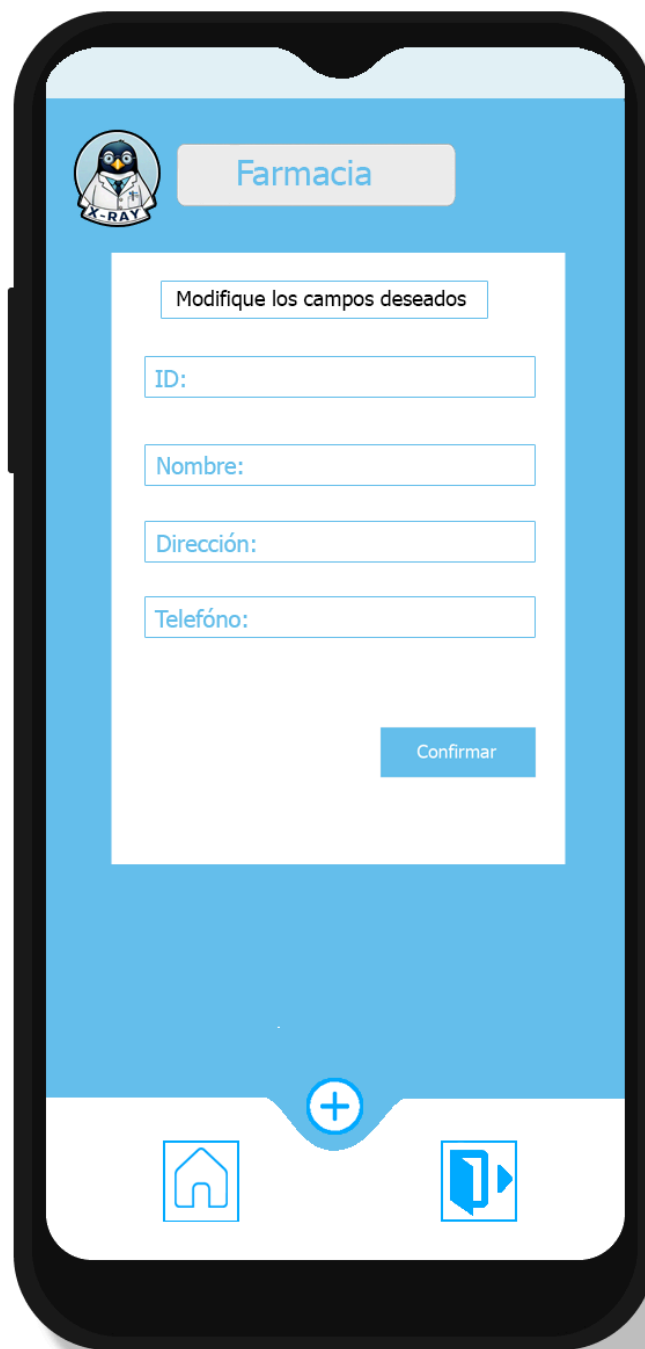 Farmacia
X-RAY
Modifique los campos deseados
ID:
Nombre:
Dirección:
Telefóno:
Confirmar